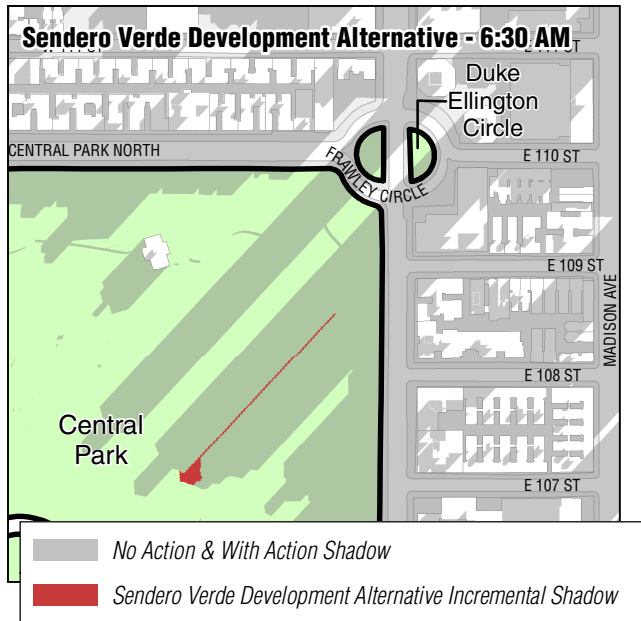 Sendero Verde Development Alternative - 6:30 AM
Duke
Ellington
Circle
CENTRAL PARK NORTH
FRAWLEY CIRCLE
E 110 ST
E 109 ST
MADISON AVE
E 108 ST
Central
Park
E 107 ST
No Action & With Action Shadow
Sendero Verde Development Alternative Incremental Shadow